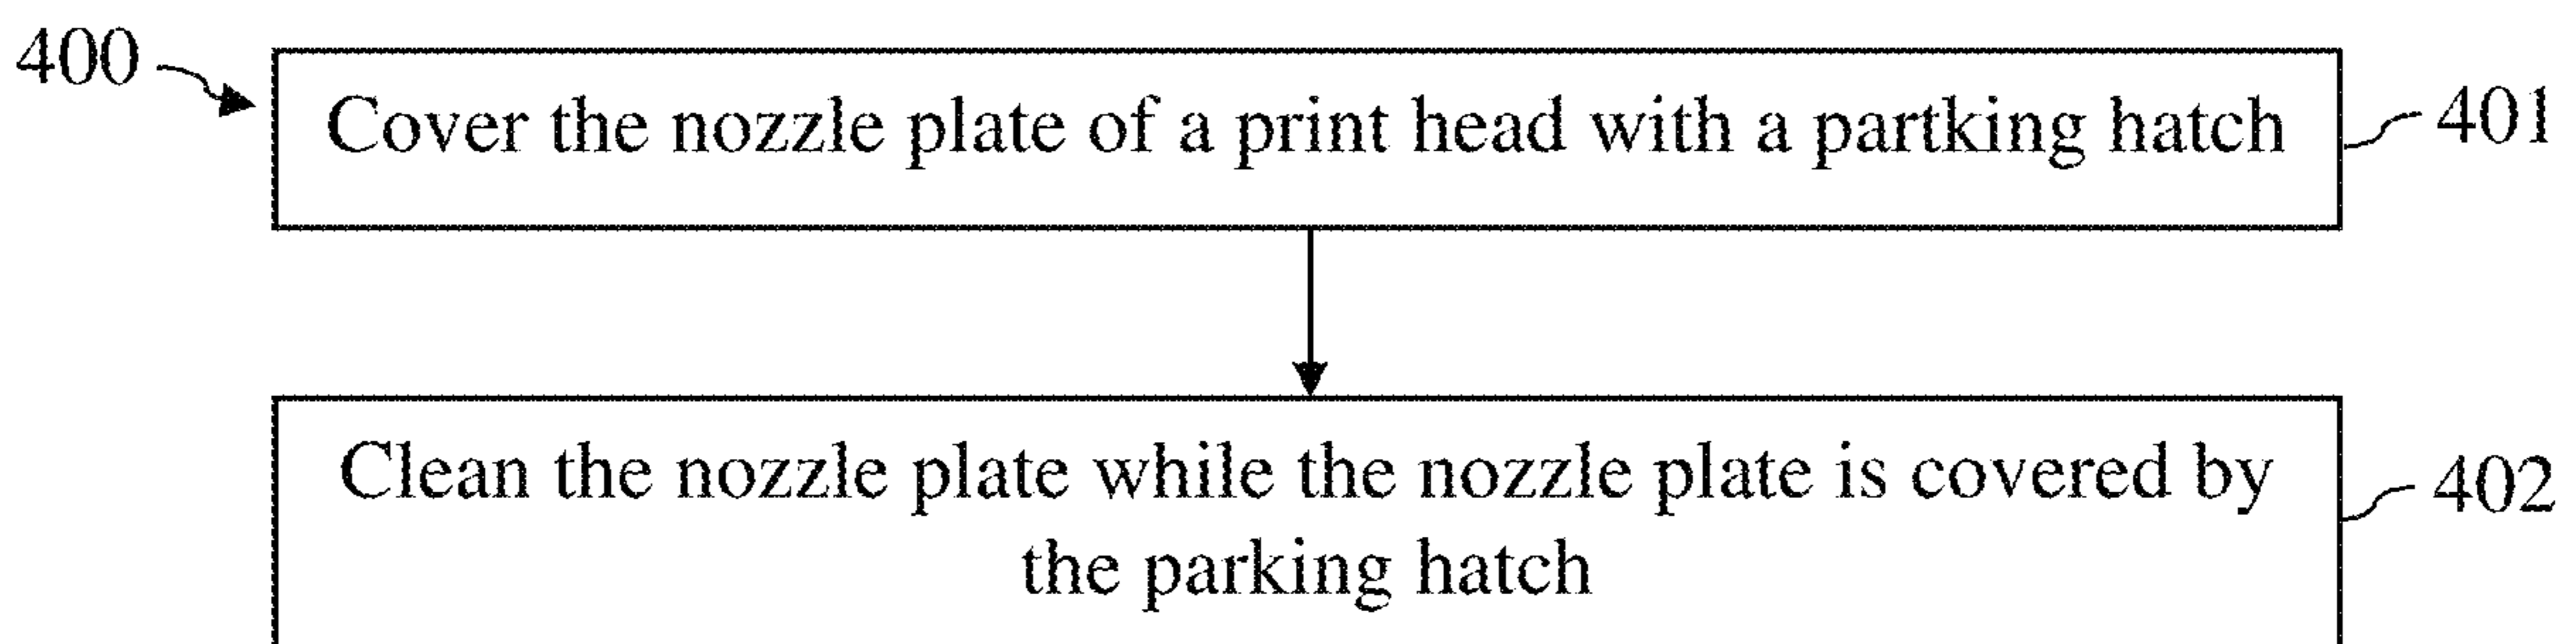 400
Cover the nozzle plate of a print head with a partking hatch
401
Clean the nozzle plate while the nozzle plate is covered by
the parking hatch
402